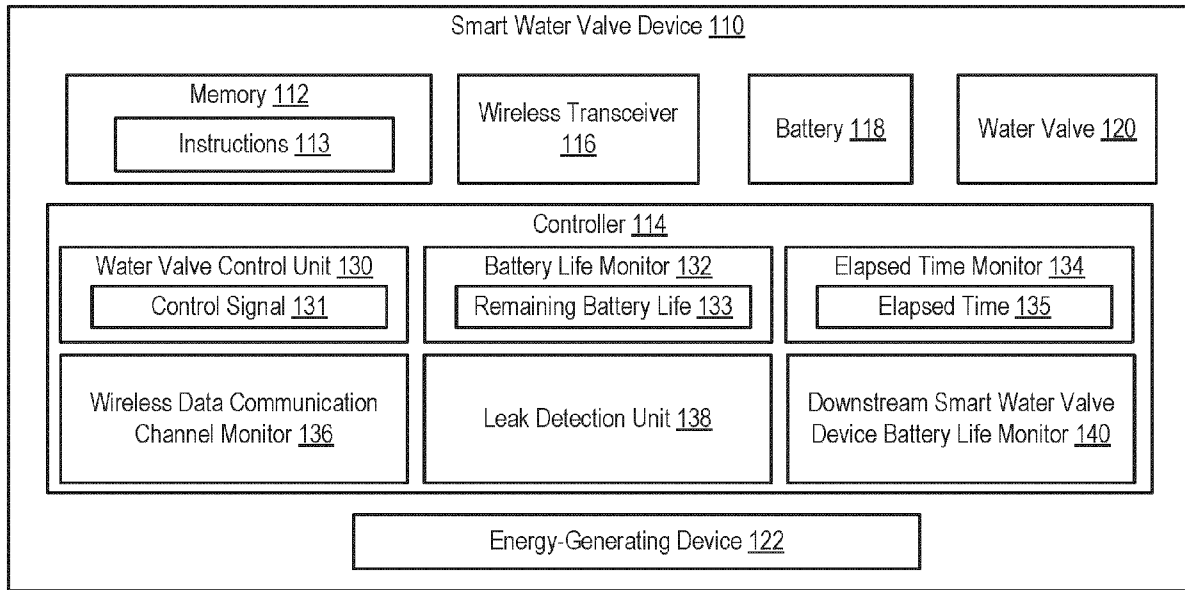 Smart Water Valve Device 110
Memory 112
Instructions 113
Wireless Transceiver
116
Battery 118
Water Valve 120
Controller 114
Water Valve Control Unit 130
Control Signal 131
Battery Life Monitor 132
Remaining Battery Life 133
Elapsed Time Monitor 134
Elapsed Time 135
Wireless Data Communication
Channel Monitor 136
Leak Detection Unit 138
Downstream Smart Water Valve
Device Battery Life Monitor 140
Energy-Generating Device 122